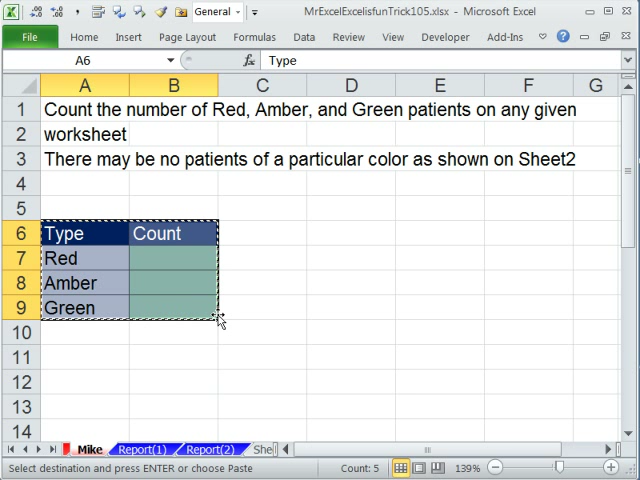 General
MrExcelExcelisfunTrick105.xlsx - Microsoft Excel
File Home Insert Page Layout Formulas Data Review View Developer Add-Ins
A6 fx Type
A B C D E F G
1 Count the number of Red, Amber, and Green patients on any given
2 worksheet
3 There may be no patients of a particular color as shown on Sheet2
4
5
6 Type Count
7 Red
8 Amber
9 Green
10
11
12
13
14
Mike Report(1) Report(2) She
Select destination and press ENTER or choose Paste Count: 5 139%